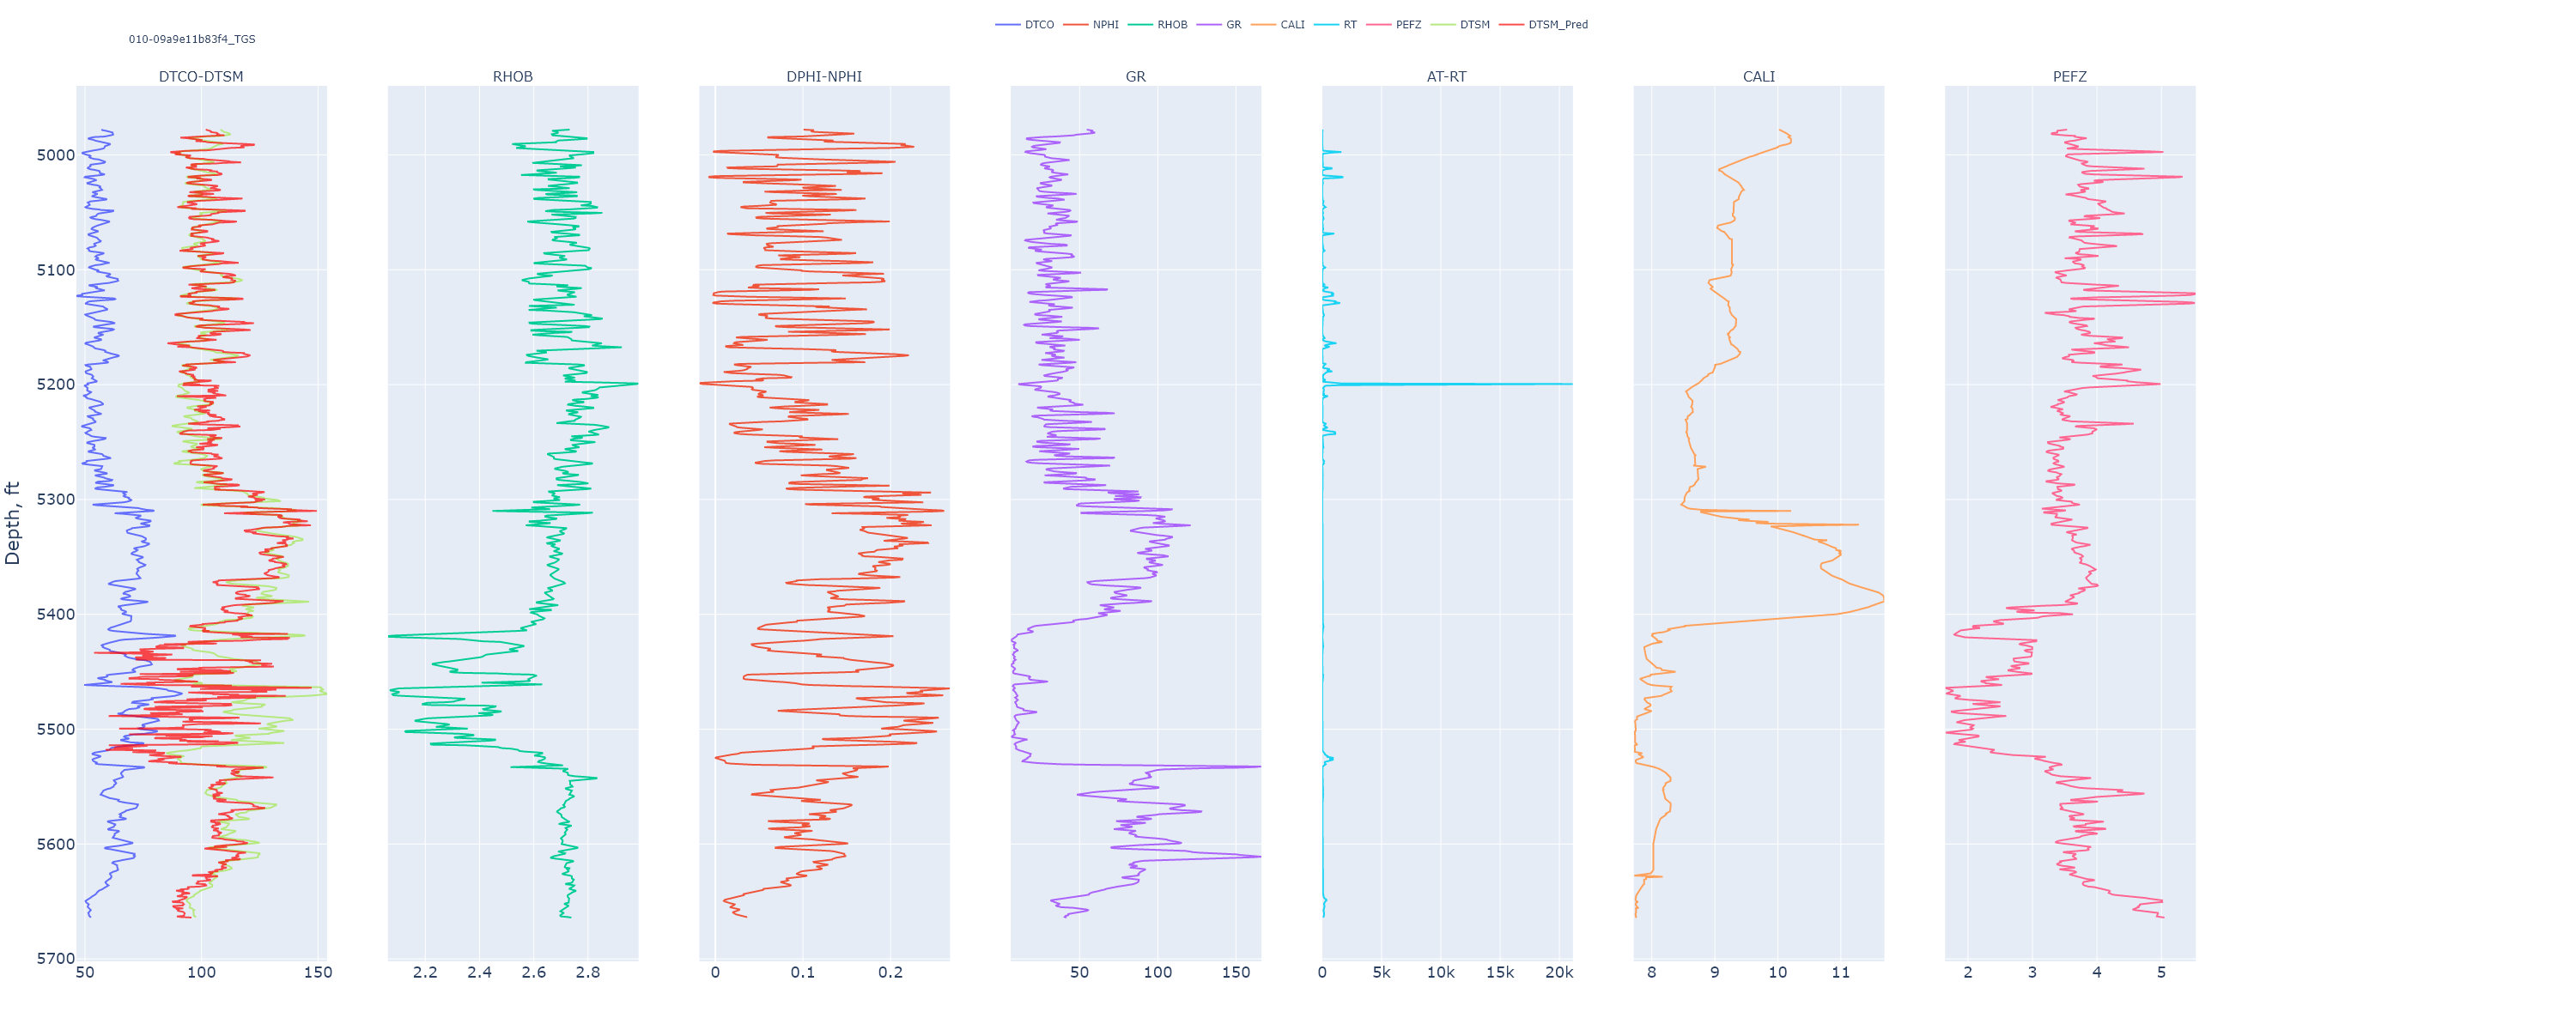 DTCO NPHI RHOB GR CALI RT PEFZ DTSM DTSM_Pred
010-09a9e11b83f4_TGS
DTCO-DTSM RHOB DPHI-NPHI GR AT-RT CALI PEFZ
Depth, ft
5000
5100
5200
5300
5400
5500
5600
5700
50 100 150 2.2 2.4 2.6 2.8 0 0.1 0.2 50 100 150 0 5k 10k 15k 20k 8 9 10 11 2 3 4 5